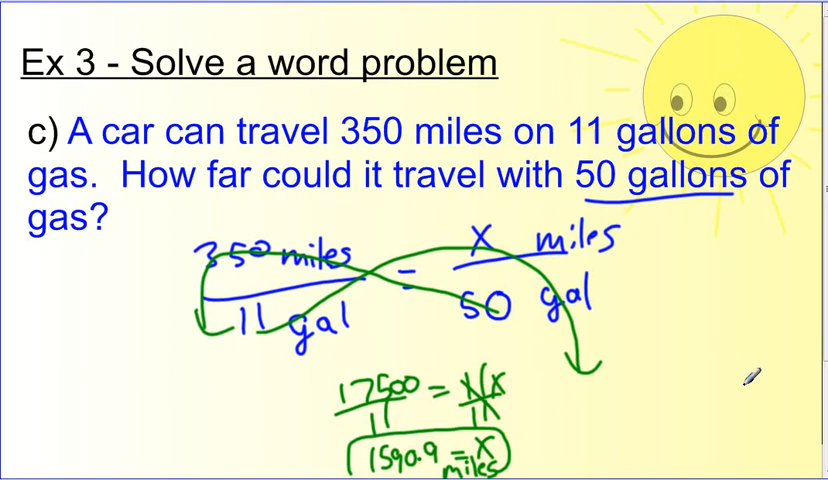 Ex 3 - Solve a word problem
c) A car can travel 350 miles on 11 gallons of
gas. How far could it travel with 50 gallons of
gas?
350 miles = x miles
11 gal 50 gal
17500 = 11x
11 11
1590.9 = x
miles